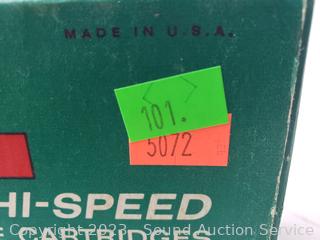 MADE IN U.S.A.
101.
5072
HI-SPEED
CARTRIDGES
© Copyright 2023 - Sound Auction Service